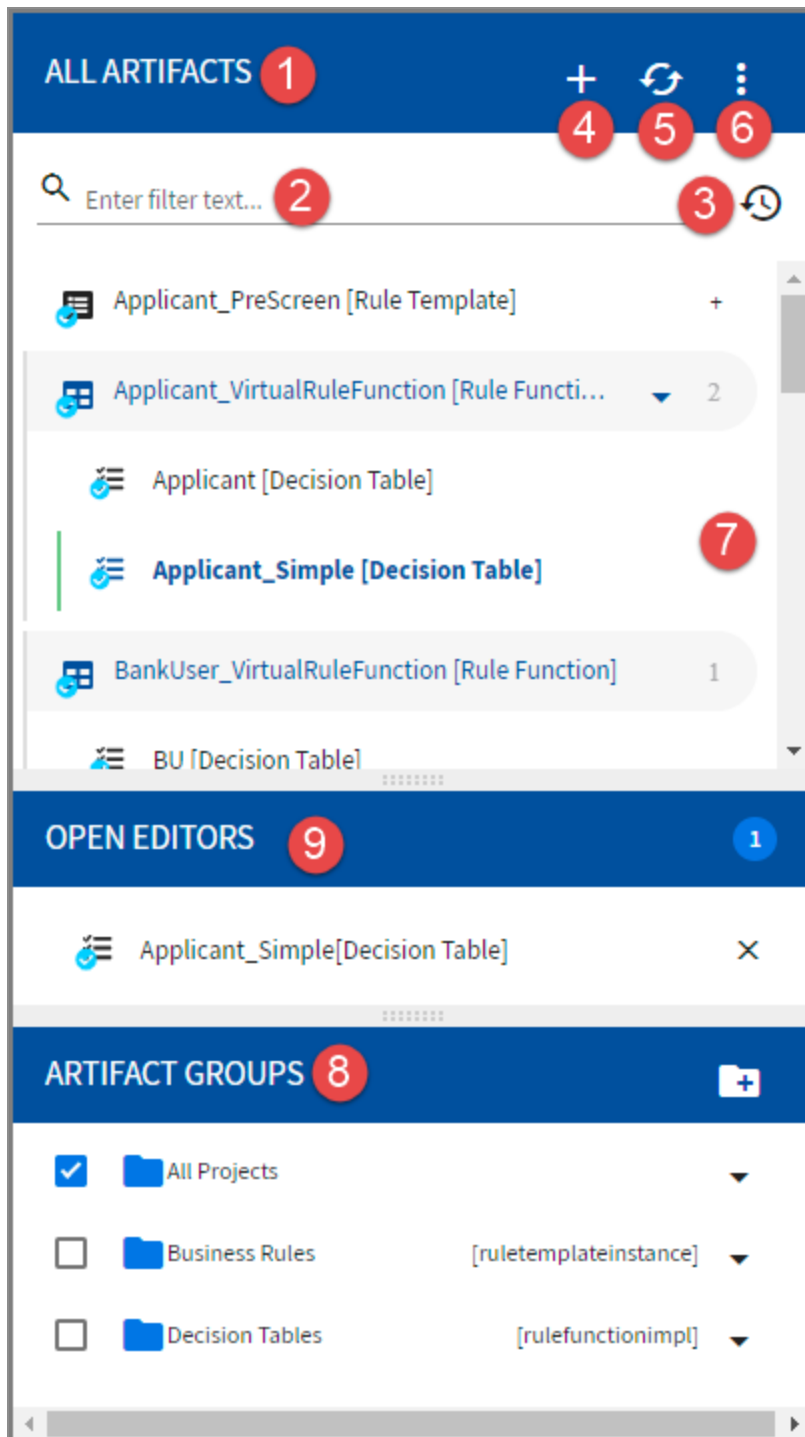 ALL ARTIFACTS 1
4 5 6
Enter filter text... 2 3
Applicant_PreScreen [Rule Template] +
Applicant_VirtualRuleFunction [Rule Functi... 2
Applicant [Decision Table]
7
Applicant_Simple [Decision Table]
BankUser_VirtualRuleFunction [Rule Function] 1
BU [Decision Table]
OPEN EDITORS 9 1
Applicant_Simple[Decision Table]
ARTIFACT GROUPS 8
All Projects
Business Rules [ruletemplateinstance]
Decision Tables [rulefunctionimpl]